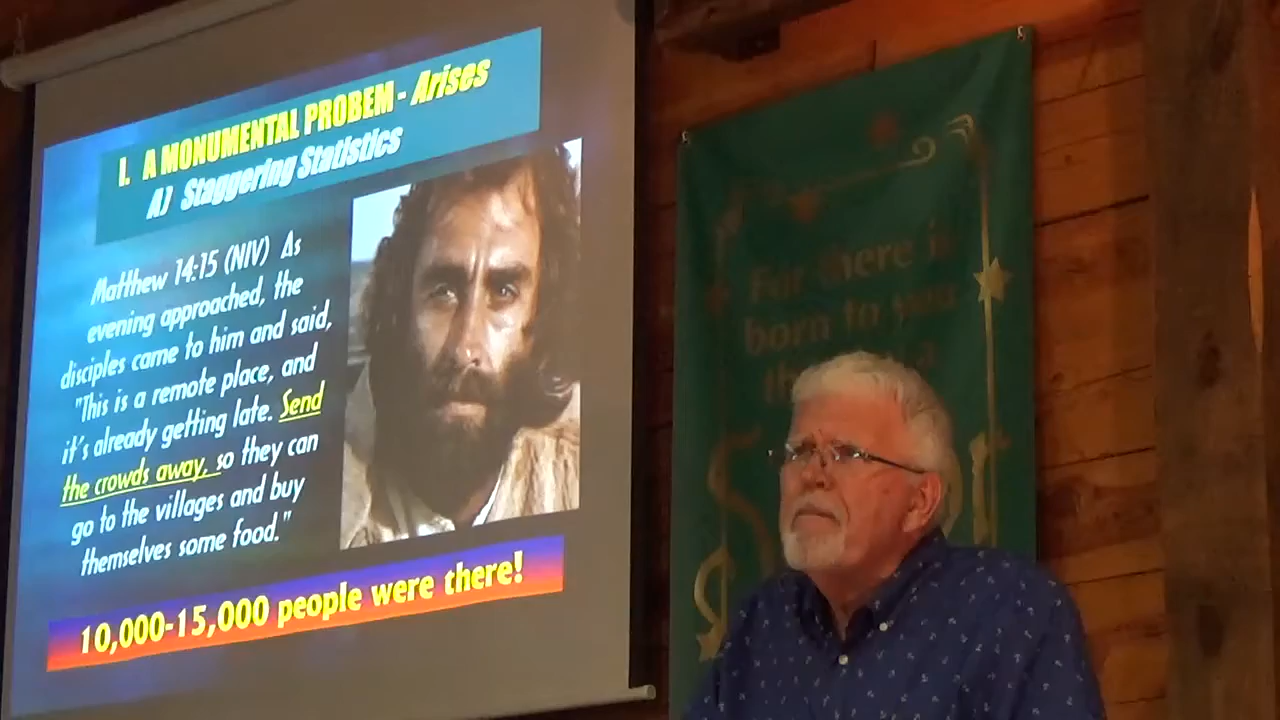 I. A MONUMENTAL PROBEM - Arises
A) Staggering Statistics
Matthew 14:15 (NIV) As
evening approached, the
disciples came to him and said,
"This is a remote place, and
it's already getting late. Send
the crowds away, so they can
go to the villages and buy
themselves some food."
10,000-15,000 people were there!
For there is
born to you